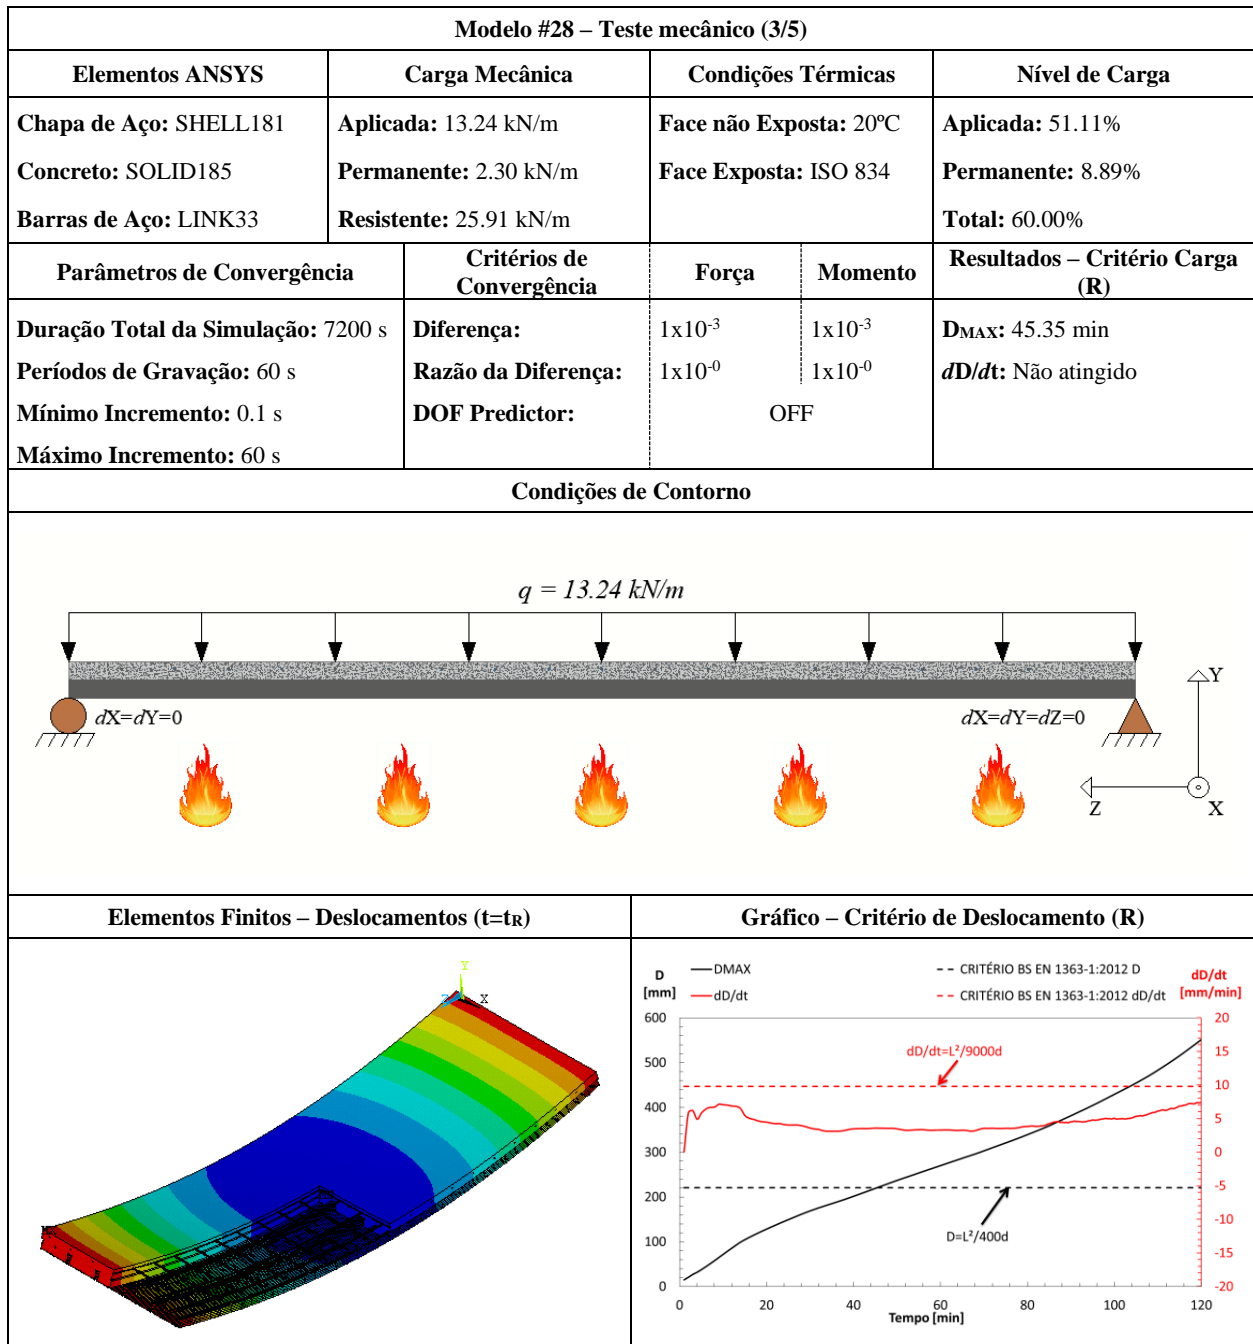 Modelo #28 – Teste mecânico (3/5)
Elementos ANSYS
Carga Mecânica
Condições Térmicas
Nível de Carga
Chapa de Aço: SHELL181
Concreto: SOLID185
Barras de Aço: LINK33
Aplicada: 13.24 kN/m
Permanente: 2.30 kN/m
Resistente: 25.91 kN/m
Face não Exposta: 20ºC
Face Exposta: ISO 834
Aplicada: 51.11%
Permanente: 8.89%
Total: 60.00%
Parâmetros de Convergência
Critérios de
Convergência
Força
Momento
Resultados – Critério Carga
(R)
Duração Total da Simulação: 7200 s
Períodos de Gravação: 60 s
Mínimo Incremento: 0.1 s
Máximo Incremento: 60 s
Diferença: 1x10-3 1x10-3
Razão da Diferença: 1x10-0 1x10-0
DOF Predictor: OFF
DMAX: 45.35 min
dD/dt: Não atingido
Condições de Contorno
q = 13.24 kN/m
dX=dY=0
dX=dY=dZ=0
Y
Z
X
Elementos Finitos – Deslocamentos (t=tR)
Gráfico – Critério de Deslocamento (R)
Y
Z
X
D
[mm]
DMAX
CRITÉRIO BS EN 1363-1:2012 D
dD/dt
CRITÉRIO BS EN 1363-1:2012 dD/dt
dD/dt
[mm/min]
600
500
400
300
200
100
0
20
15
10
5
0
-5
-10
-15
-20
dD/dt=L²/9000d
D=L²/400d
0 20 40 60 80 100 120
Tempo [min]